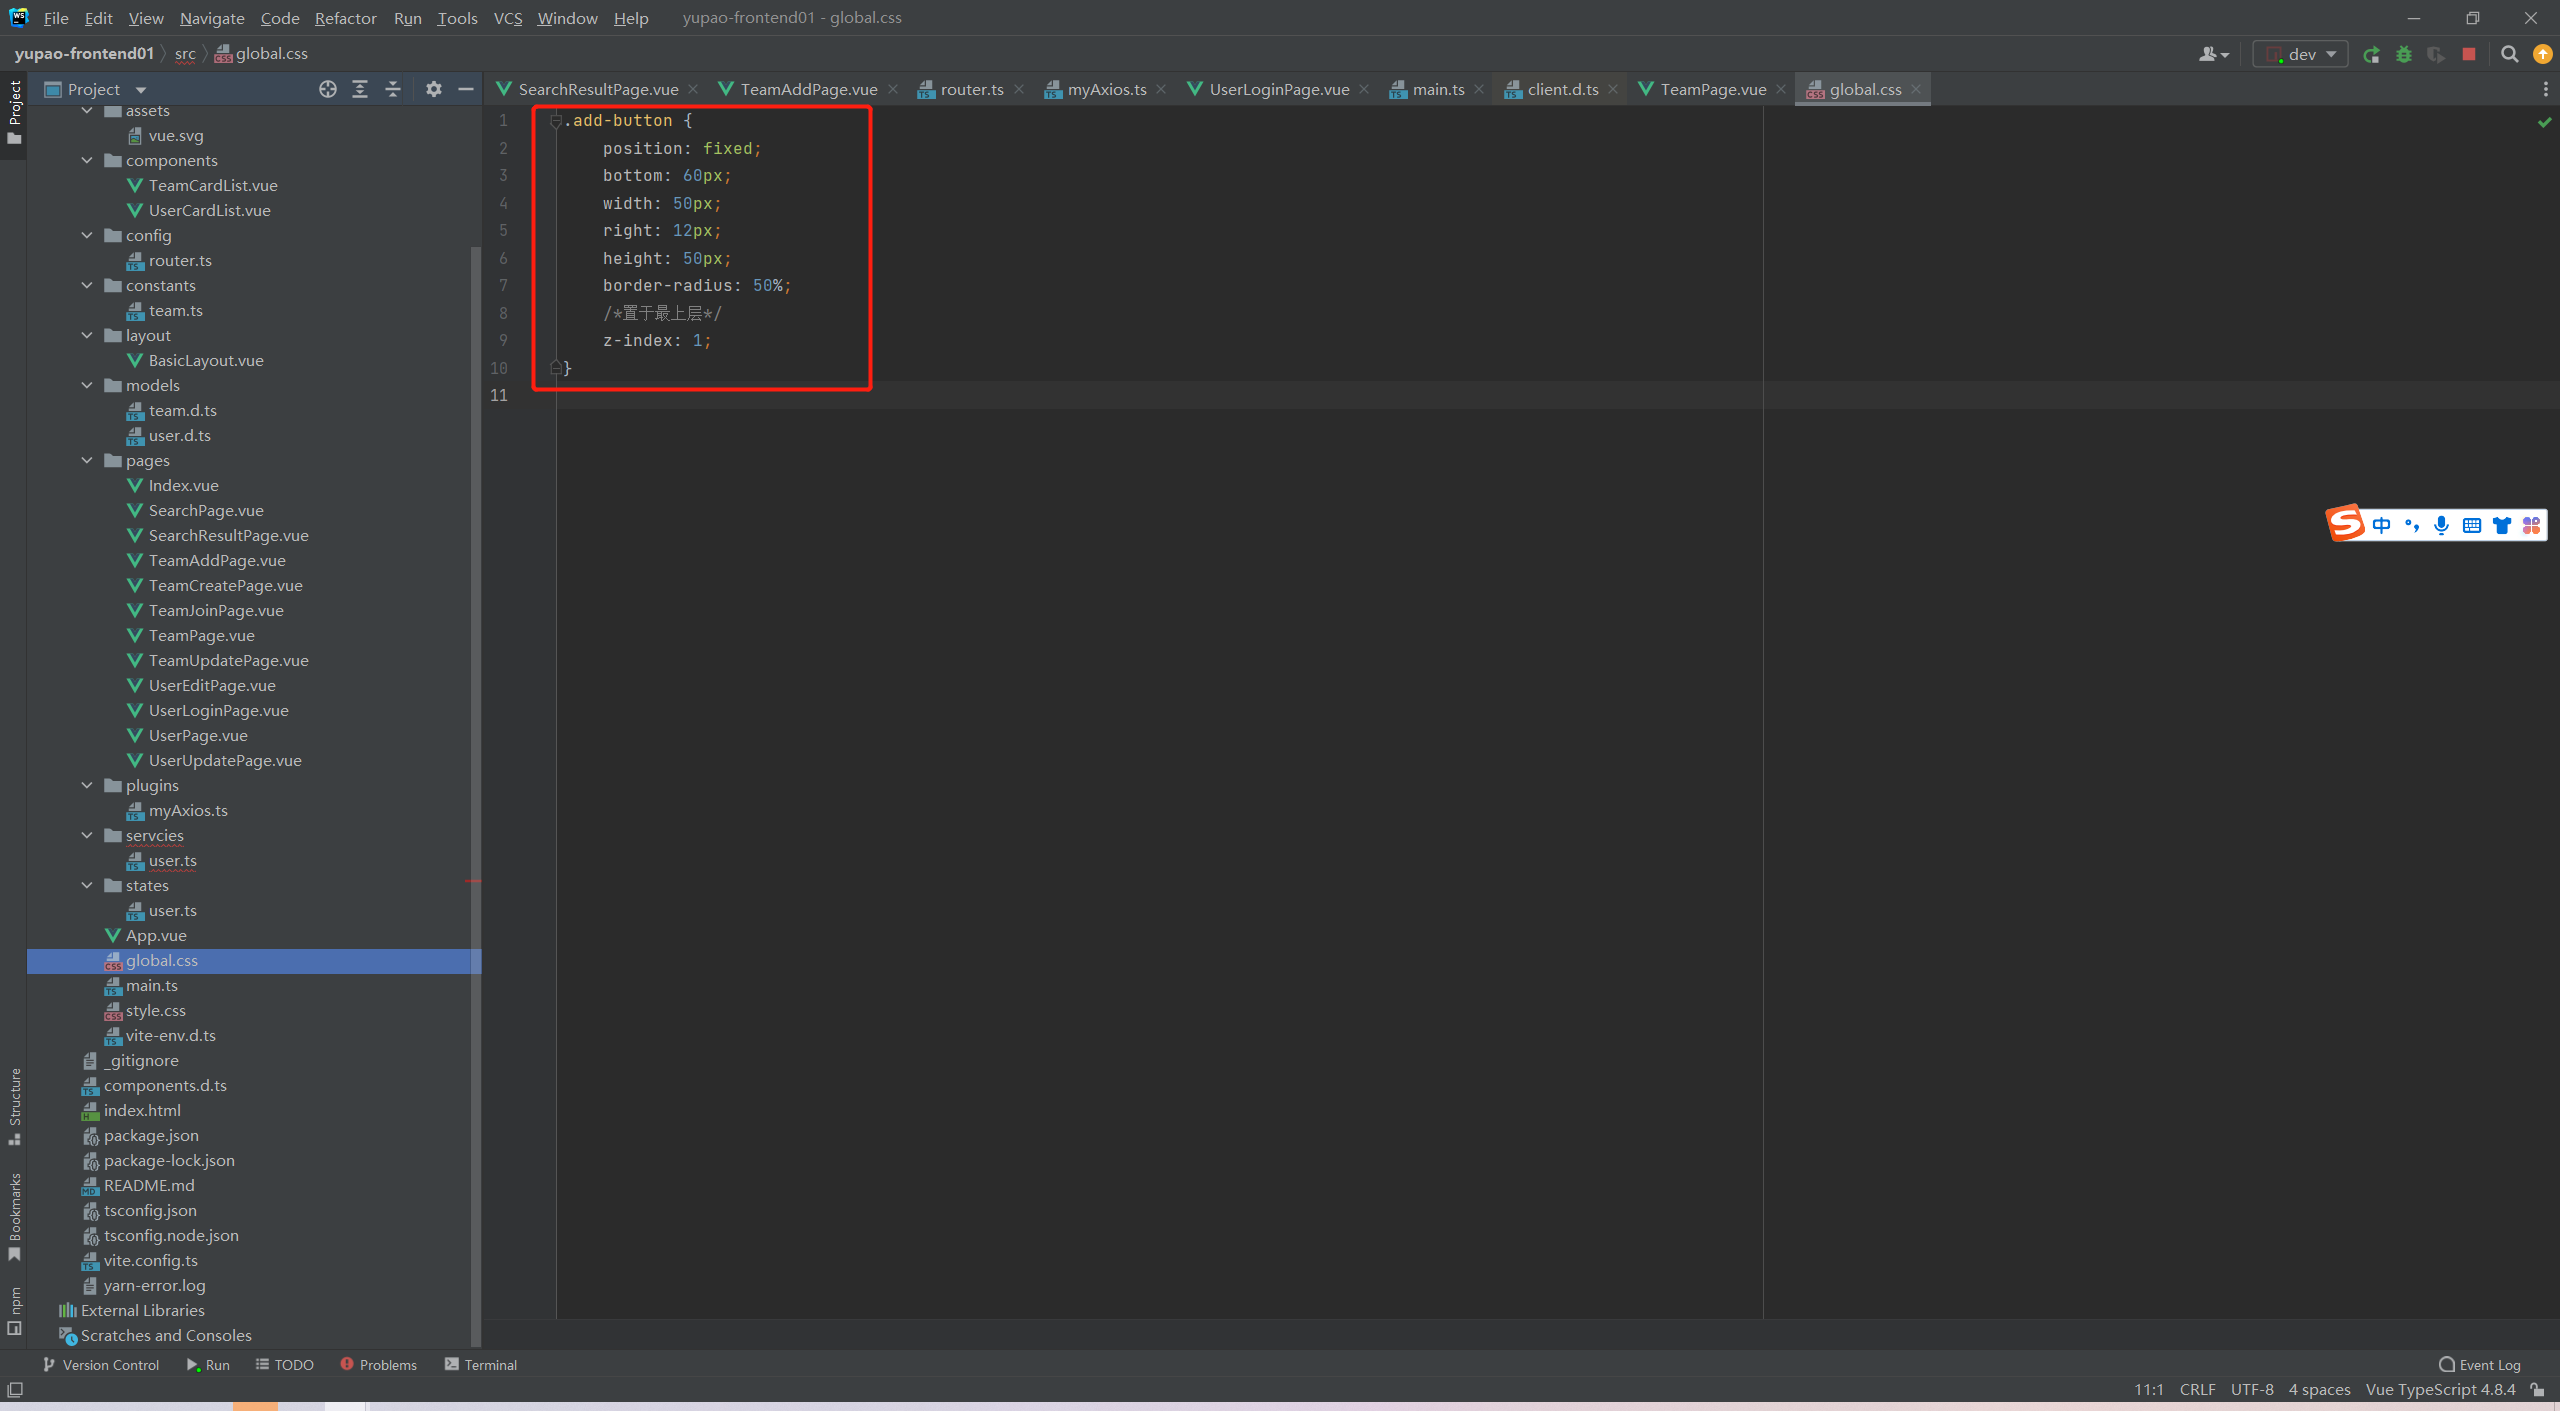 File Edit View Navigate Code Refactor Run Tools VCS Window Help yupao-frontend01 - global.css
yupao-frontend01 src global.css dev
Project
Project
SearchResultPage.vue TeamAddPage.vue router.ts myAxios.ts UserLoginPage.vue main.ts client.d.ts TeamPage.vue global.css
assets
vue.svg
components
TeamCardList.vue
UserCardList.vue
config
router.ts
constants
team.ts
layout
BasicLayout.vue
models
team.d.ts
user.d.ts
pages
Index.vue
SearchPage.vue
SearchResultPage.vue
TeamAddPage.vue
TeamCreatePage.vue
TeamJoinPage.vue
TeamPage.vue
TeamUpdatePage.vue
UserEditPage.vue
UserLoginPage.vue
UserPage.vue
UserUpdatePage.vue
plugins
myAxios.ts
servcies
user.ts
states
user.ts
App.vue
global.css
main.ts
style.css
vite-env.d.ts
_gitignore
components.d.ts
index.html
package.json
package-lock.json
README.md
tsconfig.json
tsconfig.node.json
vite.config.ts
yarn-error.log
External Libraries
Scratches and Consoles
1 .add-button {
2 position: fixed;
3 bottom: 60px;
4 width: 50px;
5 right: 12px;
6 height: 50px;
7 border-radius: 50%;
8 /*置于最上层*/
9 z-index: 1;
10 }
11
中
Structure
Bookmarks
npm
Version Control Run TODO Problems Terminal Event Log
11:1 CRLF UTF-8 4 spaces Vue TypeScript 4.8.4